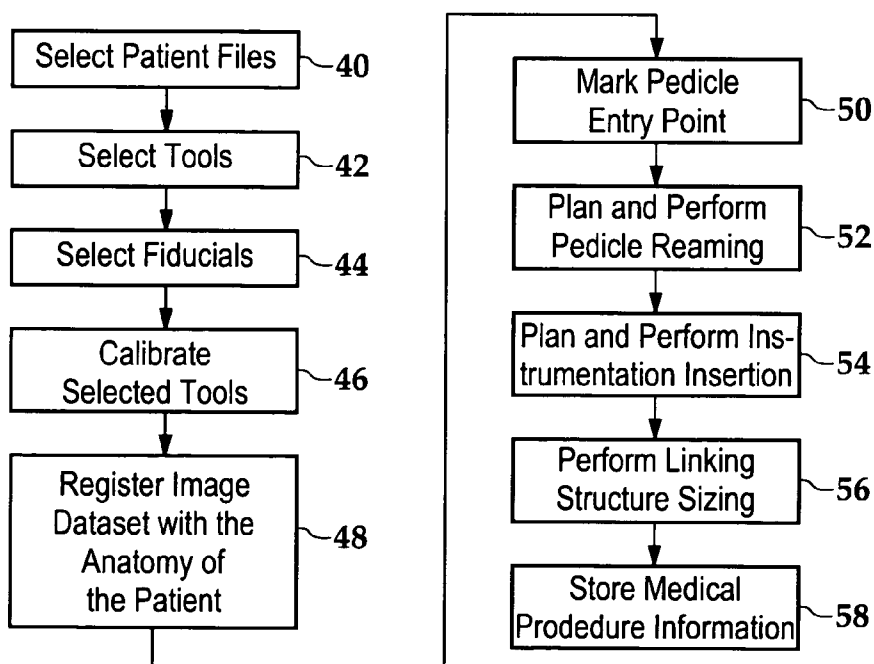 Select Patient Files
40
Select Tools
42
Select Fiducials
44
Calibrate
Selected Tools
46
Register Image
Dataset with the
Anatomy of
the Patient
48
Mark Pedicle
Entry Point
50
Plan and Perform
Pedicle Reaming
52
Plan and Perform Ins-
trumentation Insertion
54
Perform Linking
Structure Sizing
56
Store Medical
Prodedure Information
58